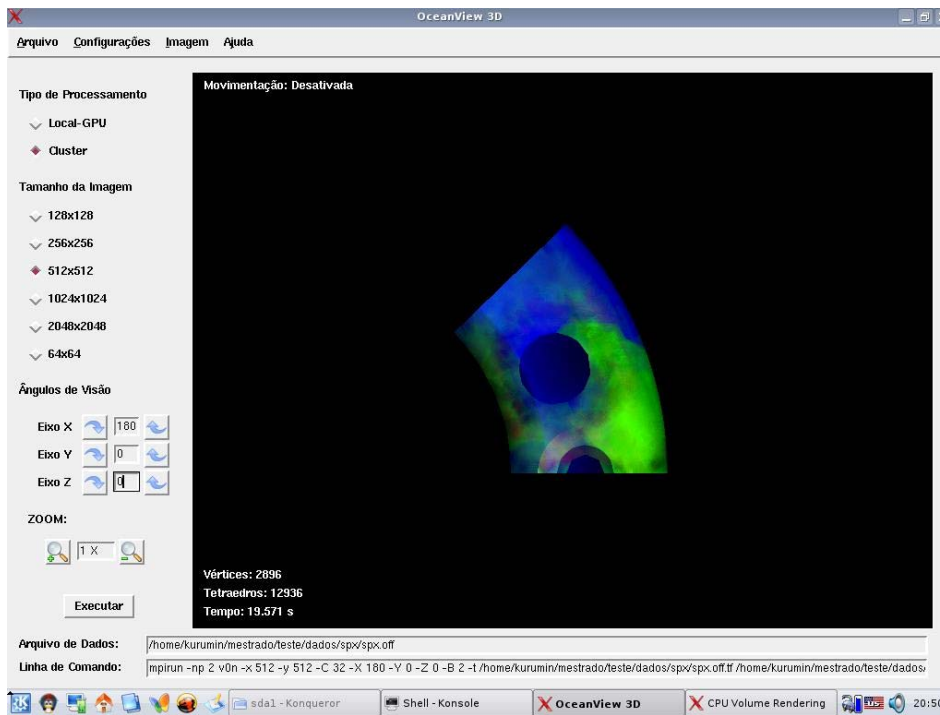 OceanView 3D
Arquivo Configurações Imagem Ajuda
Movimentação: Desativada
Tipo de Processamento
Local-GPU
Cluster
Tamanho da Imagem
128x128
256x256
512x512
1024x1024
2048x2048
64x64
Ângulos de Visão
Eixo X 180
Eixo Y 0
Eixo Z 0
ZOOM:
1 X
Executar
Vértices: 2896
Tetraedros: 12936
Tempo: 19.571 s
Arquivo de Dados: /home/kurumin/mestrado/teste/dados/spx/spx.off
Linha de Comando: mpirun -np 2 v0n -x 512 -y 512 -C 32 -X 180 -Y 0 -Z 0 -B 2 -t /home/kurumin/mestrado/teste/dados/spx/spx.off.tf /home/kurumin/mestrado/teste/dados/
sda1 - Konqueror Shell - Konsole OceanView 3D CPU Volume Rendering 20:50